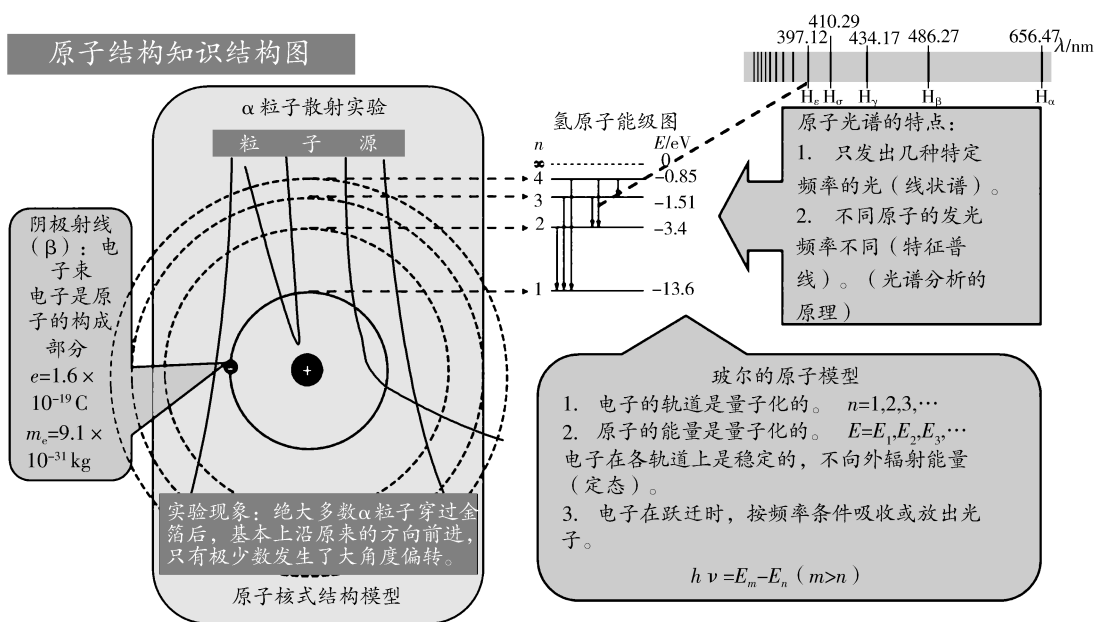 原子结构知识结构图
α粒子散射实验
粒 子 源
阴极射线
(β):电
子束
电子是原
子的构成
部分
e=1.6×
10⁻¹⁹C
mₑ=9.1×
10⁻³¹kg
-
+
实验现象:绝大多数α粒子穿过金
箔后,基本上沿原来的方向前进,
只有极少数发生了大角度偏转。
原子核式结构模型
氢原子能级图
n E/eV
∞ 0
4 -0.85
3 -1.51
2 -3.4
1 -13.6
410.29
397.12 434.17 486.27 656.47 λ/nm
Hε Hσ Hγ Hβ Hα
原子光谱的特点:
1. 只发出几种特定
频率的光(线状谱)。
2. 不同原子的发光
频率不同(特征普
线)。(光谱分析的
原理)
玻尔的原子模型
1. 电子的轨道是量子化的。 n=1,2,3,…
2. 原子的能量是量子化的。 E=E₁,E₂,E₃,…
电子在各轨道上是稳定的,不向外辐射能量
(定态)。
3. 电子在跃迁时,按频率条件吸收或放出光
子。
hν=Eₘ-Eₙ(m>n)